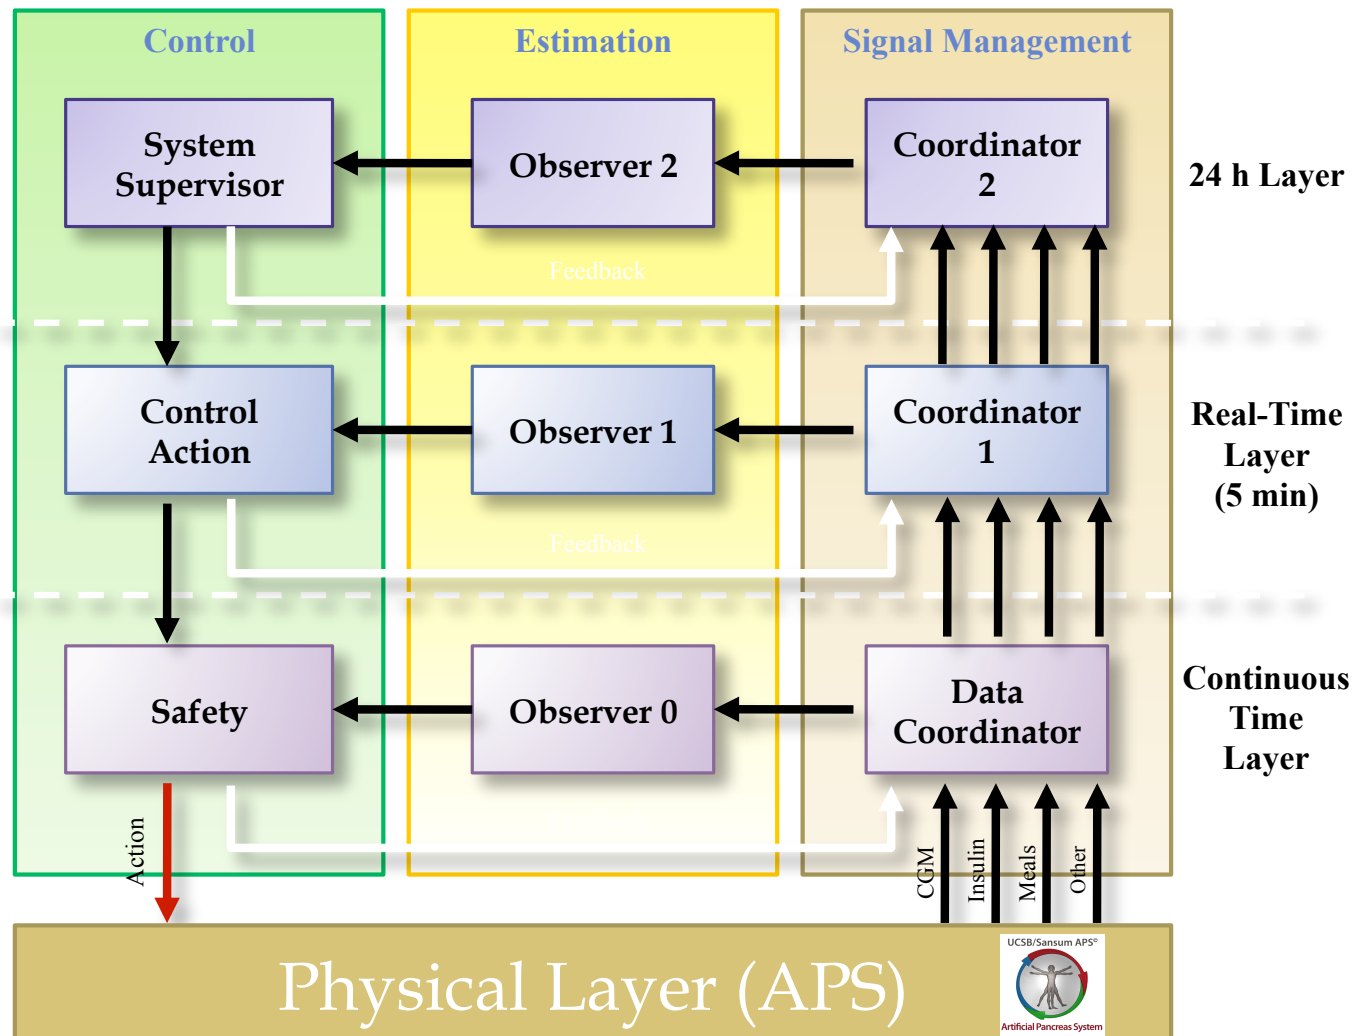 Control
Estimation
Signal Management
System
Supervisor
Observer 2
Coordinator
2
24 h Layer
Feedback
Control
Action
Observer 1
Coordinator
1
Real-Time
Layer
(5 min)
Feedback
Safety
Observer 0
Data
Coordinator
Continuous
Time
Layer
Action
CGM
Insulin
Meals
Other
Physical Layer (APS)
UCSB/Sansum APS©
Artificial Pancreas System